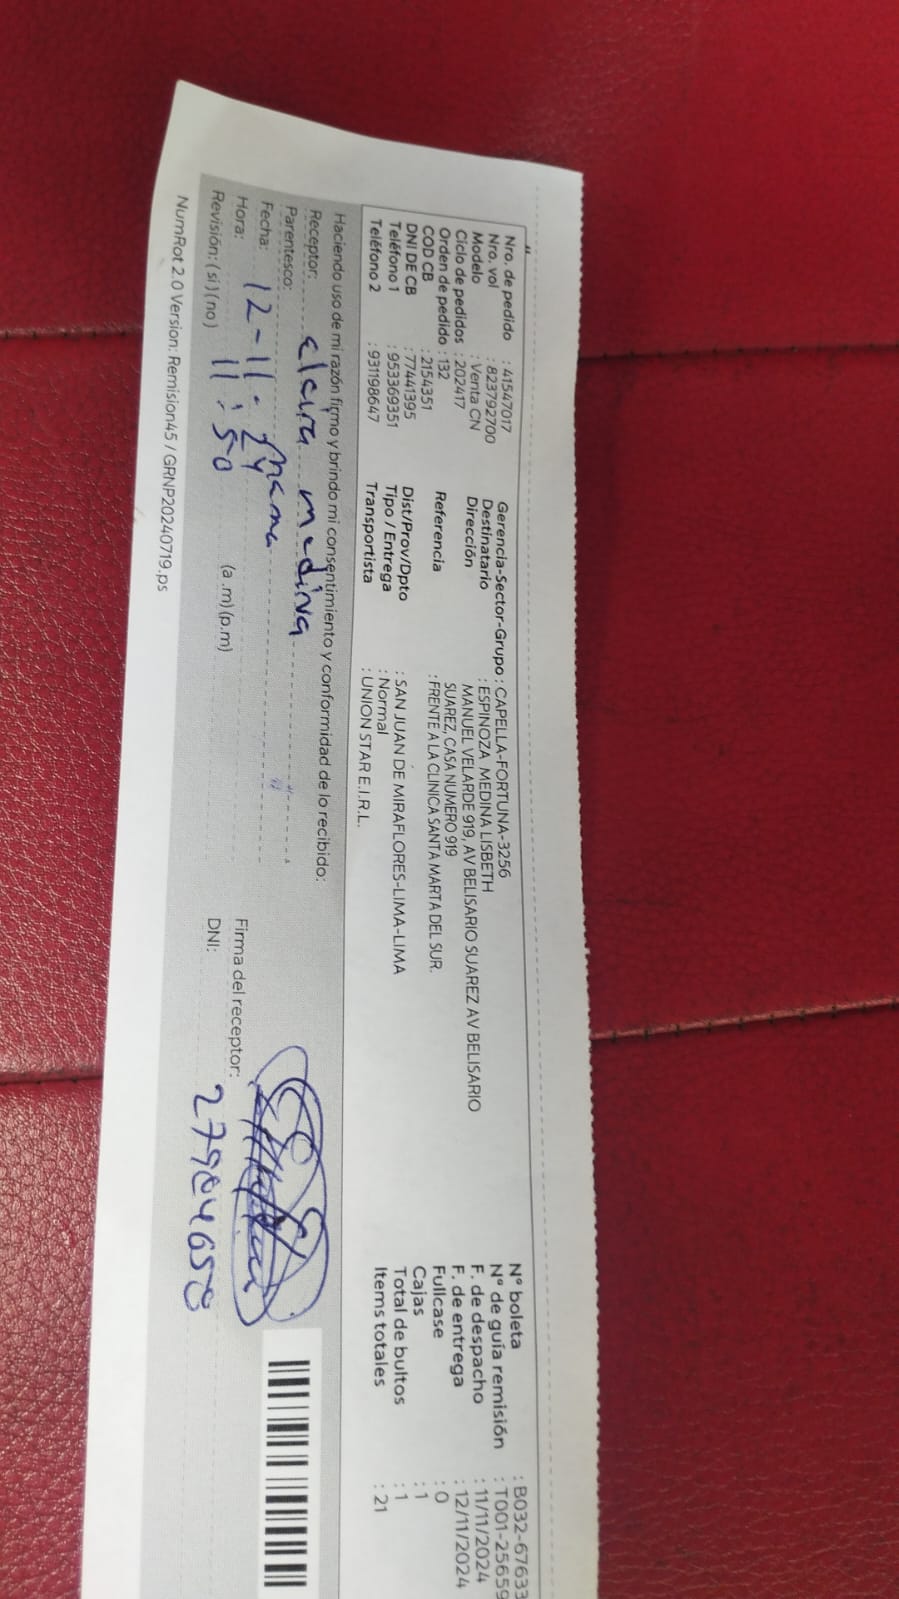 Nro. de pedido : 41547017
Nro. vol : 823792700
Modelo : Venta CN
Ciclo de pedidos : 202417
Orden de pedido : 132
COD CB : 2154351
DNI DE CB : 77441395
Teléfono 1 : 953369351
Teléfono 2 : 931198647
Gerencia-Sector-Grupo : CAPELLA-FORTUNA-3256
Destinatario : ESPINOZA MEDINA LISBETH
Dirección MANUEL VELARDE 919, AV BELISARIO SUAREZ AV BELISARIO
SUAREZ, CASA NUMERO 919
Referencia : FRENTE A LA CLINICA SANTA MARTA DEL SUR.
Dist/Prov/Dpto : SAN JUAN DE MIRAFLORES-LIMA-LIMA
Tipo / Entrega : Normal
Transportista : UNION STAR E.I.R.L.
Nº boleta : B032-67633
Nº de guía remisión : T001-25659
F. de despacho : 11/11/2024
F. de entrega : 12/11/2024
Fullcase : 0
Cajas : 1
Total de bultos : 1
Items totales : 21
Haciendo uso de mi razón firmo y brindo mi consentimiento y conformidad de lo recibido:
Receptor: medina
Parentesco: mama
Fecha: 12-11-24
Hora: 11:50 (a.m)(p.m)
Revisión: (si)(no)
Firma del receptor:
DNI: 27904650
NumRot 2.0 Version: Remision45 / GRNP20240719.ps